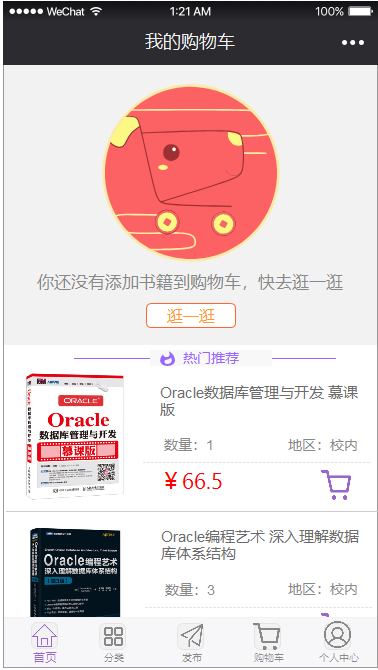 WeChat 1:21 AM 100%
我的购物车
你还没有添加书籍到购物车，快去逛一逛
逛一逛
热门推荐
ORACLE
Oracle
数据库管理与开发
慕课版
Oracle数据库管理与开发 慕课
版
数量：1 地区：校内
￥66.5
Oracle编程艺术
深入理解数据库体系结构
Oracle编程艺术 深入理解数据
库体系结构
数量：3 地区：校内
首页 分类 发布 购物车 个人中心